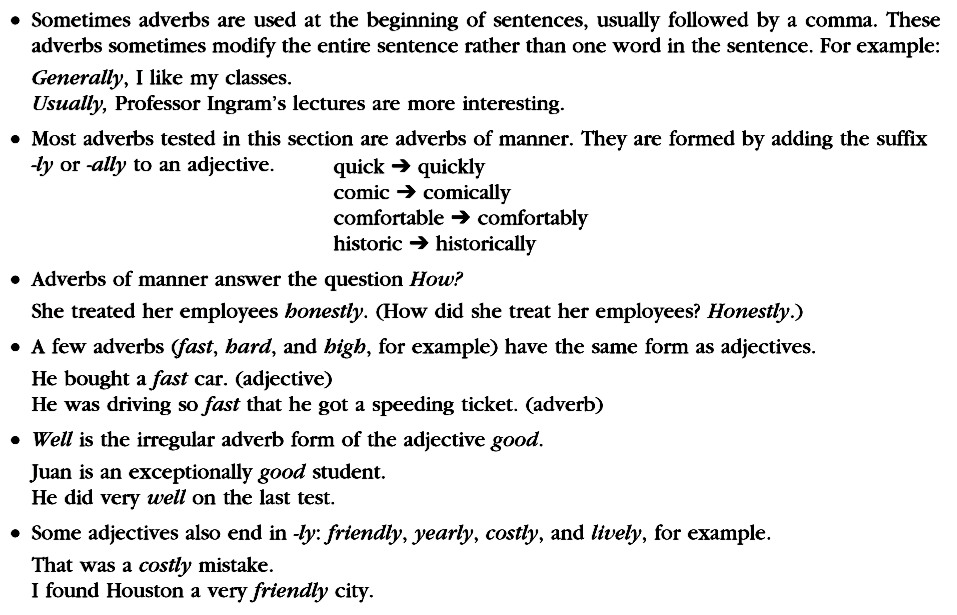 • Sometimes adverbs are used at the beginning of sentences, usually followed by a comma. These
adverbs sometimes modify the entire sentence rather than one word in the sentence. For example:
Generally, I like my classes.
Usually, Professor Ingram's lectures are more interesting.
• Most adverbs tested in this section are adverbs of manner. They are formed by adding the suffix
-ly or -ally to an adjective. quick ➔ quickly
comic ➔ comically
comfortable ➔ comfortably
historic ➔ historically
• Adverbs of manner answer the question How?
She treated her employees honestly. (How did she treat her employees? Honestly.)
• A few adverbs (fast, hard, and high, for example) have the same form as adjectives.
He bought a fast car. (adjective)
He was driving so fast that he got a speeding ticket. (adverb)
• Well is the irregular adverb form of the adjective good.
Juan is an exceptionally good student.
He did very well on the last test.
• Some adjectives also end in -ly: friendly, yearly, costly, and lively, for example.
That was a costly mistake.
I found Houston a very friendly city.